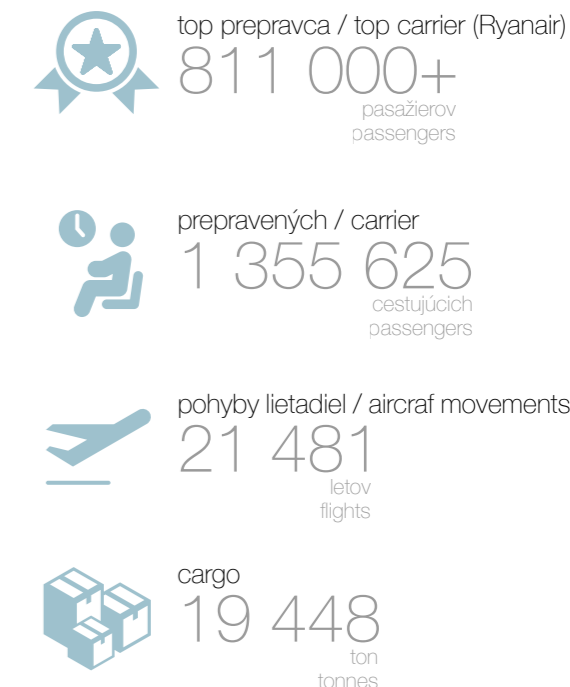 top prepravca / top carrier (Ryanair)
811 000+
pasažierov
passengers
prepravených / carrier
1 355 625
cestujúcich
passengers
pohyby lietadiel / aircraf movements
21 481
letov
flights
cargo
19 448
ton
tonnes